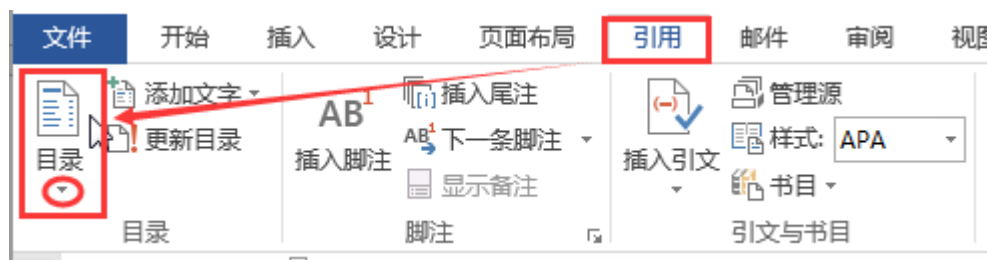 文件 开始 插入 设计 页面布局 引用 邮件 审阅 视图
目录
添加文字
更新目录
目录
AB1
插入脚注
[i] 插入尾注
AB1 下一条脚注
显示备注
脚注
(-)
插入引文
管理源
样式: APA
书目
引文与书目